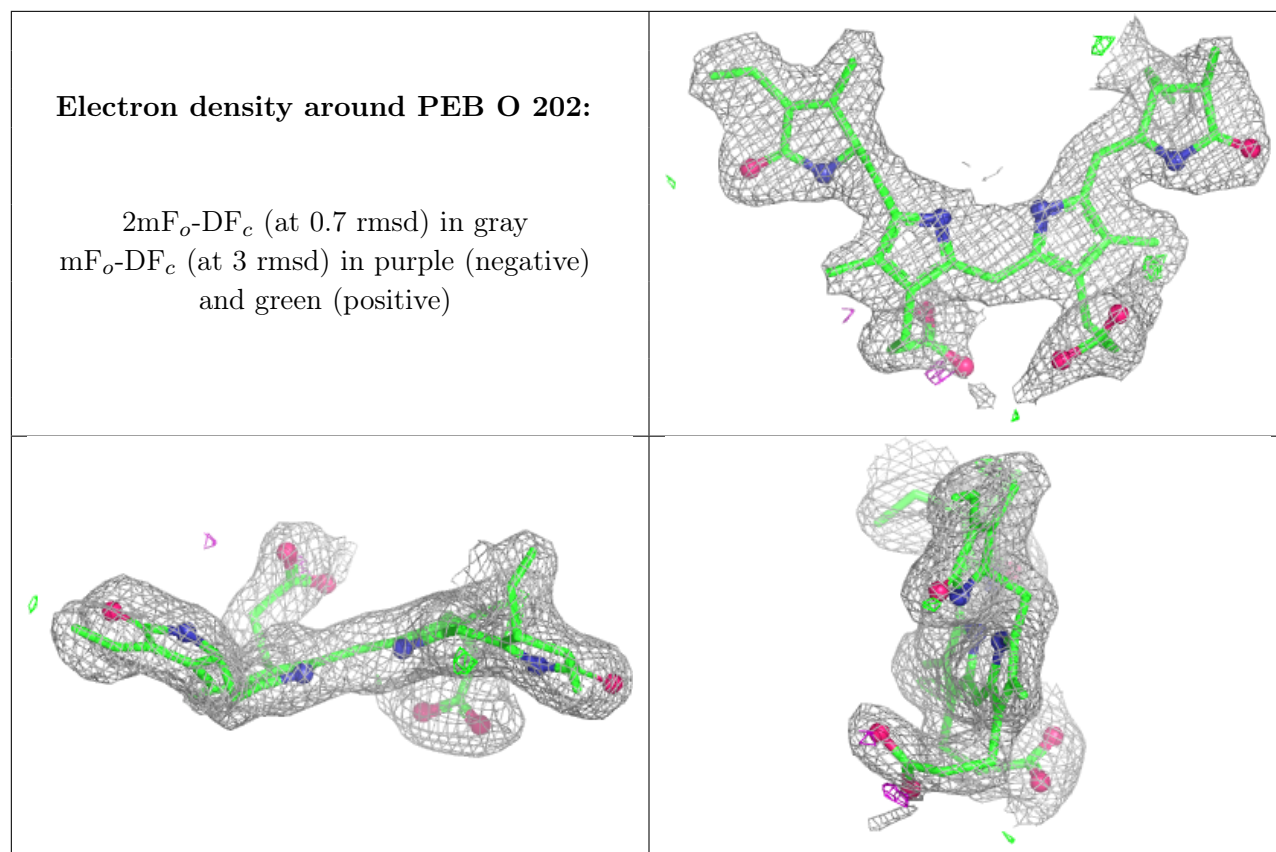 Electron density around PEB O 202:
2mFo-DFc (at 0.7 rmsd) in gray
mFo-DFc (at 3 rmsd) in purple (negative)
and green (positive)